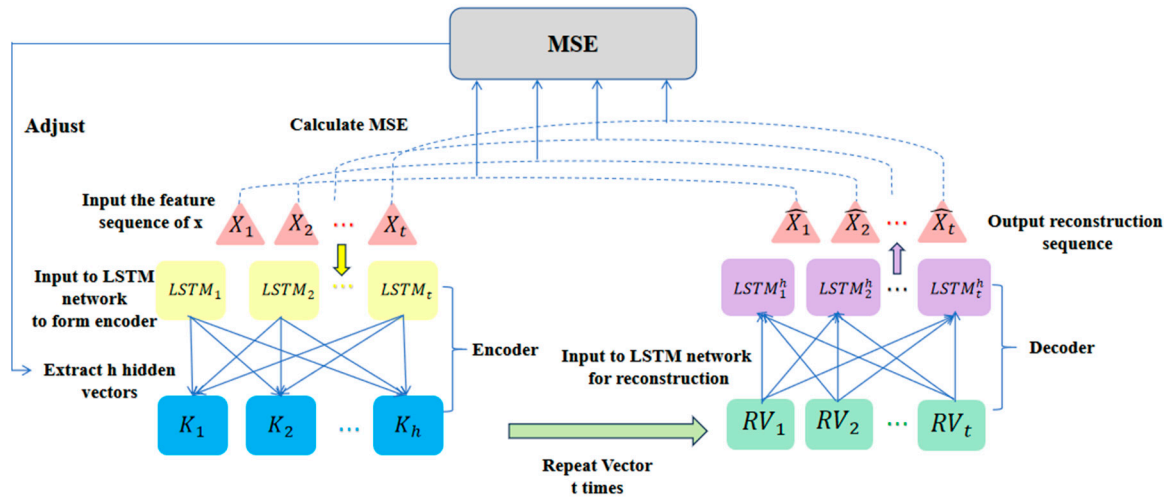 MSE
Adjust
Calculate MSE
Input the feature
sequence of x
X₁
X₂
...
Xₜ
X̂₁
X̂₂
...
X̂ₜ
Output reconstruction
sequence
Input to LSTM
network
to form encoder
LSTM₁
LSTM₂
...
LSTMₜ
LSTM₁ʰ
LSTM₂ʰ
...
LSTMₜʰ
Encoder
Decoder
Input to LSTM network
for reconstruction
Extract h hidden
vectors
K₁
K₂
...
Kₕ
RV₁
RV₂
...
RVₜ
Repeat Vector
t times